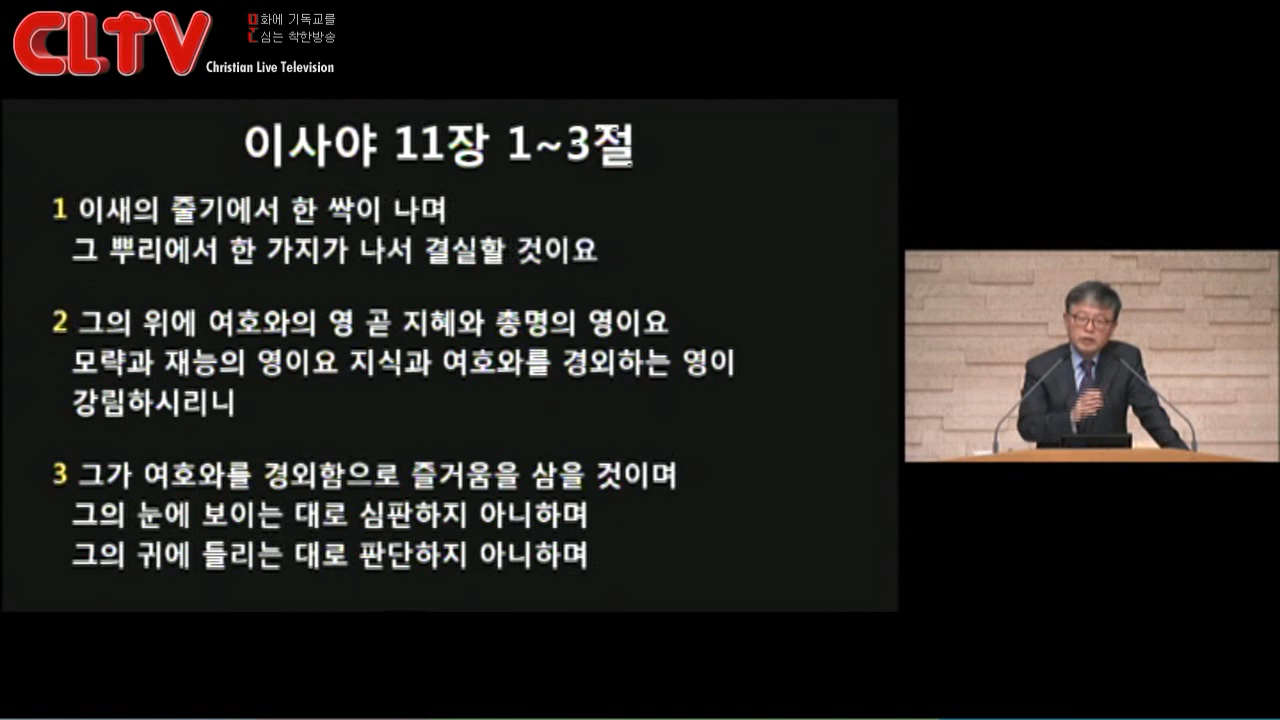 CLTV
문화에 기독교를
심는 착한방송
Christian Live Television
이사야 11장 1~3절
1 이새의 줄기에서 한 싹이 나며
그 뿌리에서 한 가지가 나서 결실할 것이요
2 그의 위에 여호와의 영 곧 지혜와 총명의 영이요
모략과 재능의 영이요 지식과 여호와를 경외하는 영이
강림하시리니
3 그가 여호와를 경외함으로 즐거움을 삼을 것이며
그의 눈에 보이는 대로 심판하지 아니하며
그의 귀에 들리는 대로 판단하지 아니하며